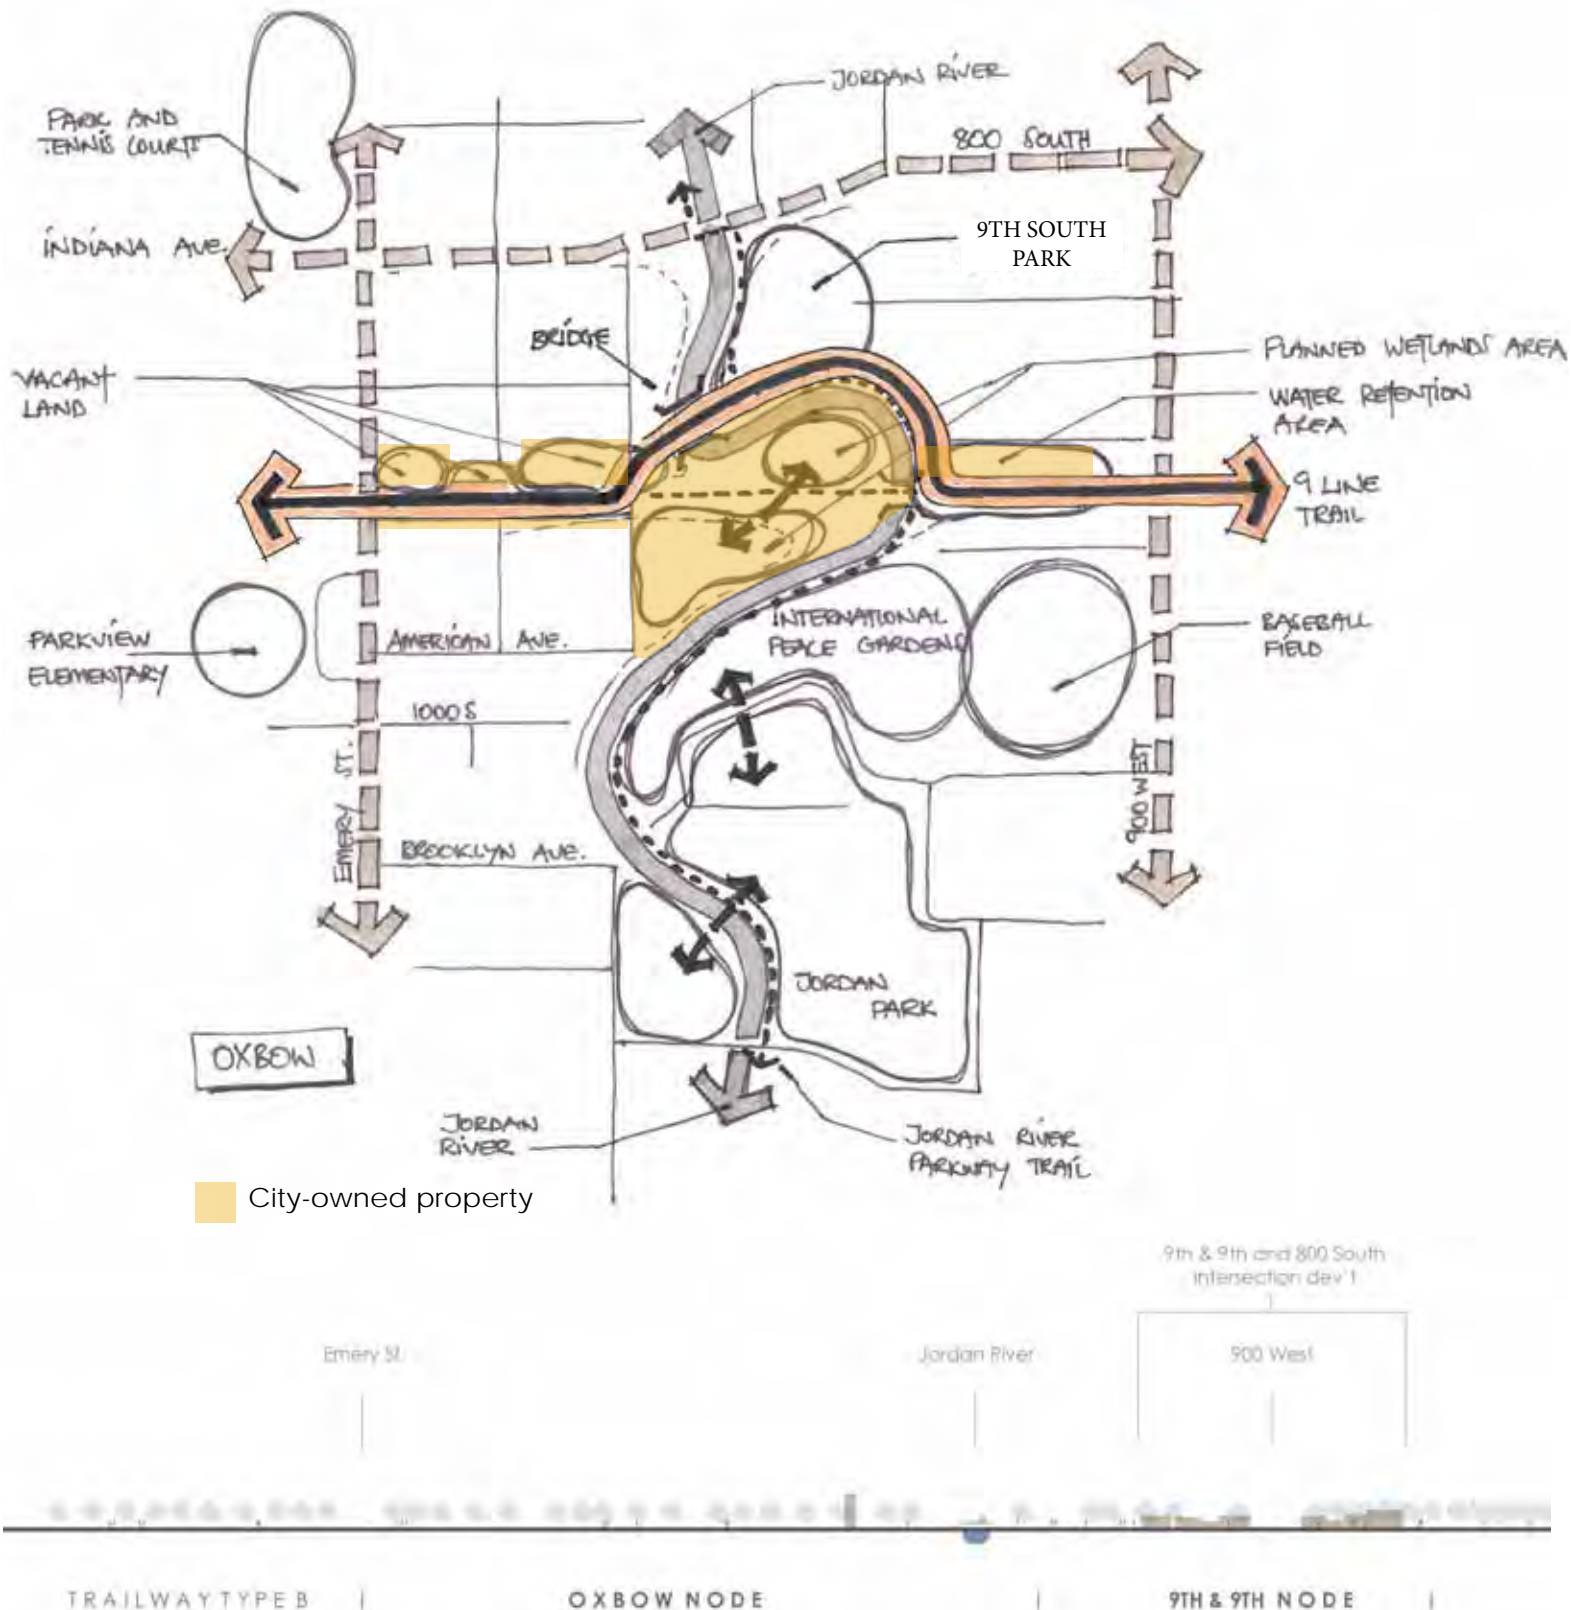 JORDAN RIVER
PARK AND
TENNIS COURTS
800 SOUTH
INDIANA AVE.
9TH SOUTH
PARK
BRIDGE
PLANNED WETLANDS AREA
VACANT
LAND
WATER RETENTION
AREA
9 LINE
TRAIL
INTERNATIONAL
PEACE GARDENS
BASEBALL
FIELD
PARKVIEW
ELEMENTARY
AMERICAN AVE.
1000 S
EMERY ST.
900 WEST
BROOKLYN AVE.
JORDAN
PARK
OXBOW
JORDAN
RIVER
JORDAN RIVER
PARKWAY TRAIL
City-owned property
9th & 9th and 800 South
intersection dev't
Emery St.
Jordan River
900 West
TRAILWAY TYPE B
OXBOW NODE
9TH & 9TH NODE